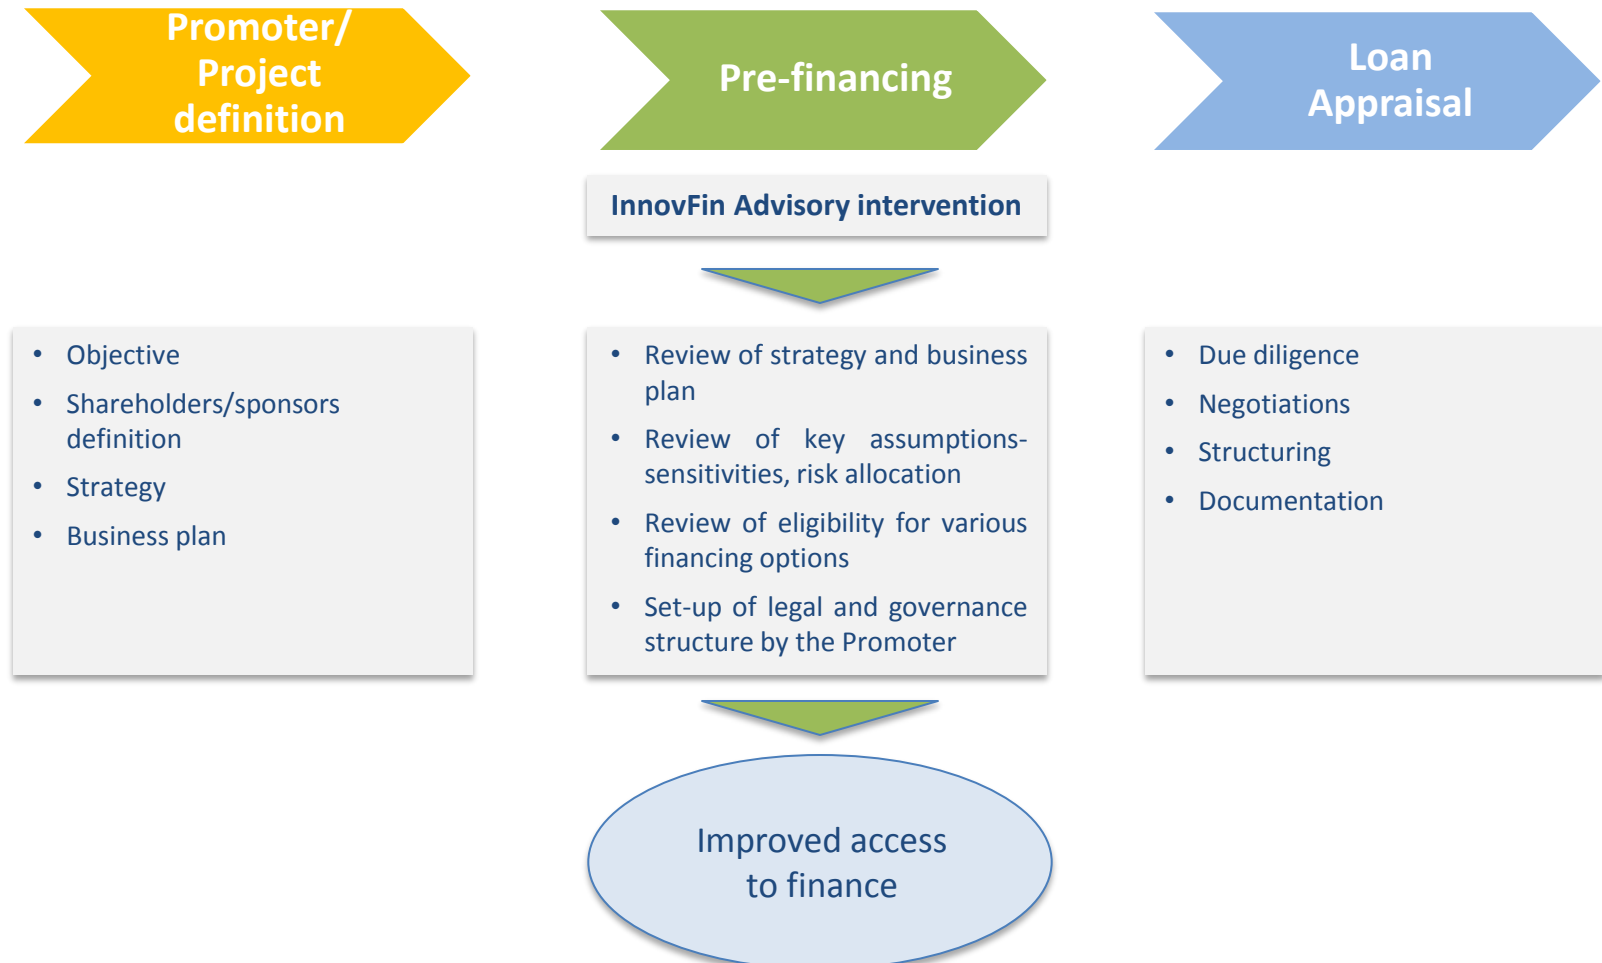 Promoter/
Project
definition
Pre-financing
Loan
Appraisal
InnovFin Advisory intervention
• Objective
• Shareholders/sponsors
definition
• Strategy
• Business plan
• Review of strategy and business
plan
• Review of key assumptions-
sensitivities, risk allocation
• Review of eligibility for various
financing options
• Set-up of legal and governance
structure by the Promoter
• Due diligence
• Negotiations
• Structuring
• Documentation
Improved access
to finance